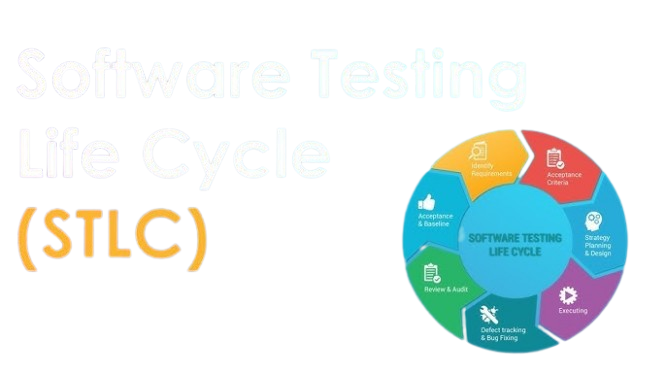 Software Testing
Life Cycle
(STLC)
Identify
Requirements
Acceptance
Criteria
Strategy
Planning
& Design
Executing
Defect tracking
& Bug Fixing
Review & Audit
Acceptance
& Baseline
SOFTWARE TESTING
LIFE CYCLE